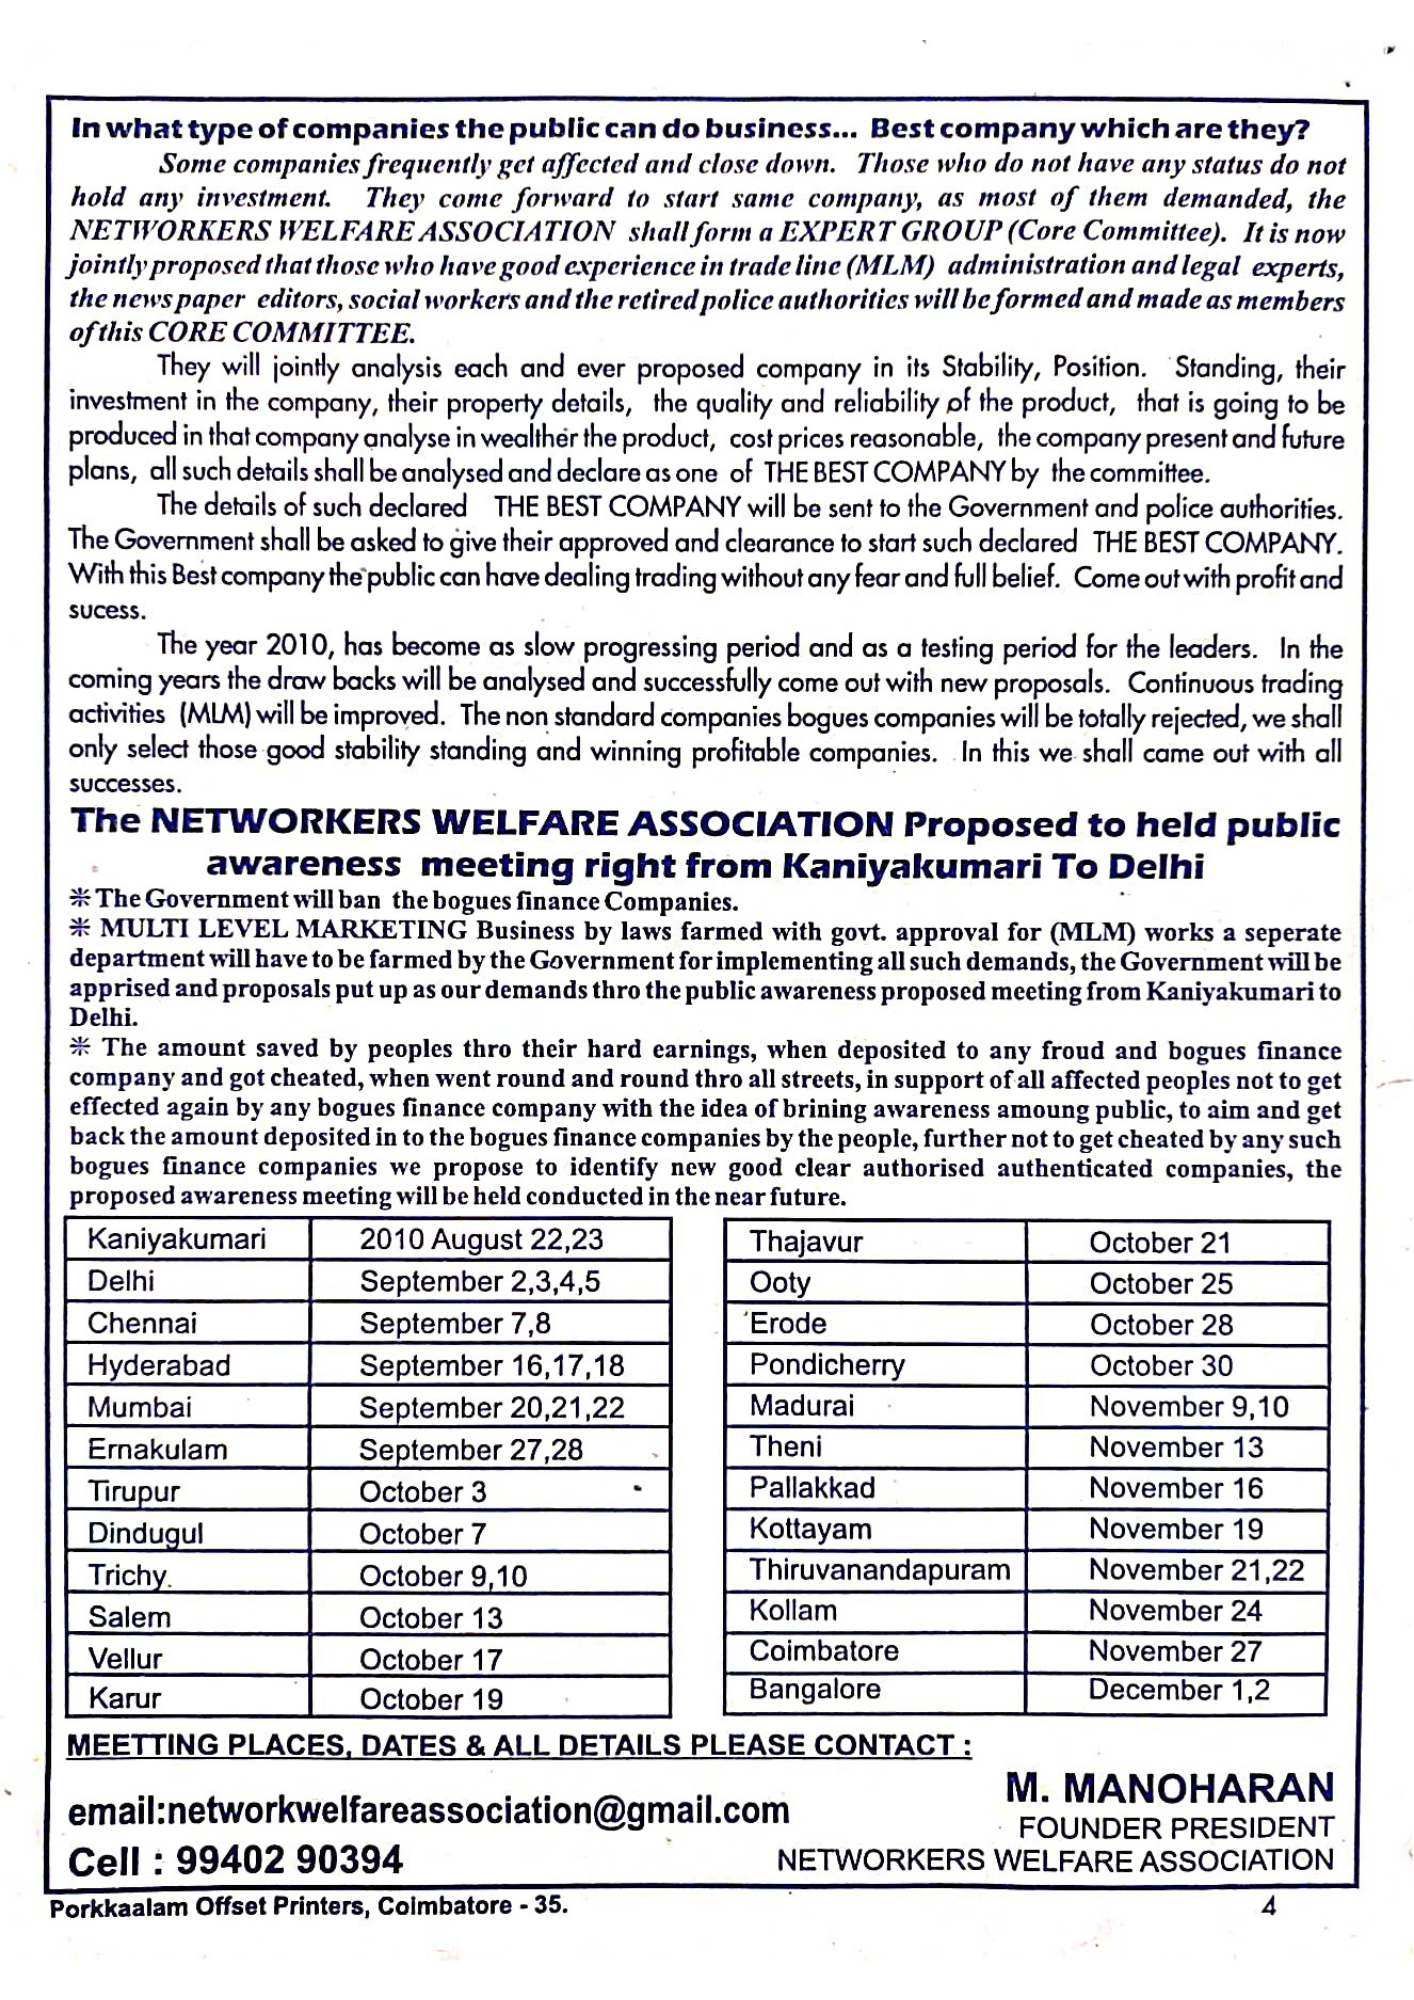 In what type of companies the public can do business... Best company which are they?
Some companies frequently get affected and close down. Those who do not have any status do not
hold any investment. They come forward to start same company, as most of them demanded, the
NETWORKERS WELFARE ASSOCIATION shall form a EXPERT GROUP (Core Committee). It is now
jointly proposed that those who have good experience in trade line (MLM) administration and legal experts,
the news paper editors, social workers and the retired police authorities will be formed and made as members
of this CORE COMMITTEE.
They will jointly analysis each and ever proposed company in its Stability, Position. Standing, their
investment in the company, their property details, the quality and reliability of the product, that is going to be
produced in that company analyse in wealther the product, cost prices reasonable, the company present and future
plans, all such details shall be analysed and declare as one of THE BEST COMPANY by the committee.
The details of such declared THE BEST COMPANY will be sent to the Government and police authorities.
The Government shall be asked to give their approved and clearance to start such declared THE BEST COMPANY.
With this Best company the public can have dealing trading without any fear and full belief. Come out with profit and
sucess.
The year 2010, has become as slow progressing period and as a testing period for the leaders. In the
coming years the draw backs will be analysed and successfully come out with new proposals. Continuous trading
activities (MLM) will be improved. The non standard companies bogues companies will be totally rejected, we shall
only select those good stability standing and winning profitable companies. In this we shall came out with all
successes.
The NETWORKERS WELFARE ASSOCIATION Proposed to held public
awareness meeting right from Kaniyakumari To Delhi
* The Government will ban the bogues finance Companies.
* MULTI LEVEL MARKETING Business by laws farmed with govt. approval for (MLM) works a seperate
department will have to be farmed by the Government for implementing all such demands, the Government will be
apprised and proposals put up as our demands thro the public awareness proposed meeting from Kaniyakumari to
Delhi.
* The amount saved by peoples thro their hard earnings, when deposited to any froud and bogues finance
company and got cheated, when went round and round thro all streets, in support of all affected peoples not to get
effected again by any bogues finance company with the idea of brining awareness amoung public, to aim and get
back the amount deposited in to the bogues finance companies by the people, further not to get cheated by any such
bogues finance companies we propose to identify new good clear authorised authenticated companies, the
proposed awareness meeting will be held conducted in the near future.
Kaniyakumari 2010 August 22,23
Delhi September 2,3,4,5
Chennai September 7,8
Hyderabad September 16,17,18
Mumbai September 20,21,22
Ernakulam September 27,28
Tirupur October 3
Dindugul October 7
Trichy. October 9,10
Salem October 13
Vellur October 17
Karur October 19
Thajavur October 21
Ooty October 25
Erode October 28
Pondicherry October 30
Madurai November 9,10
Theni November 13
Pallakkad November 16
Kottayam November 19
Thiruvanandapuram November 21,22
Kollam November 24
Coimbatore November 27
Bangalore December 1,2
MEETTING PLACES, DATES & ALL DETAILS PLEASE CONTACT :
email:networkwelfareassociation@gmail.com
Cell : 99402 90394
M. MANOHARAN
FOUNDER PRESIDENT
NETWORKERS WELFARE ASSOCIATION
Porkkaalam Offset Printers, Coimbatore - 35.
4